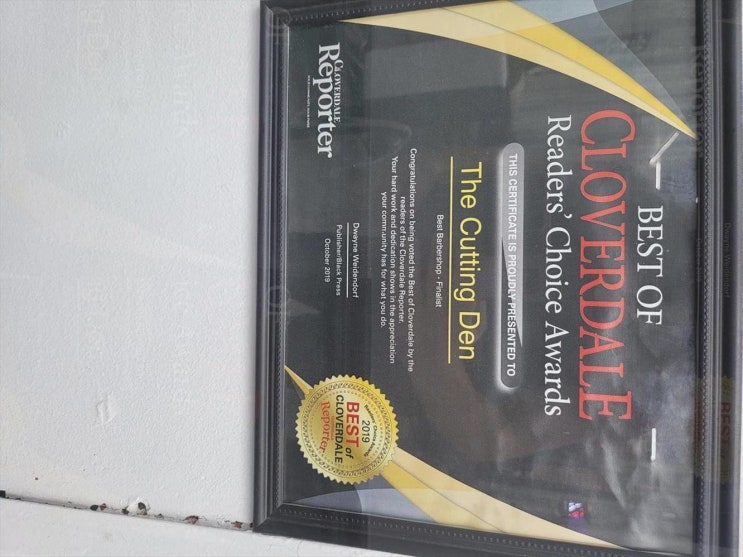 BEST OF
CLOVERDALE
Readers' Choice Awards
THIS CERTIFICATE IS PROUDLY PRESENTED TO
The Cutting Den
Best Barbershop - Finalist
Congratulations on being voted the Best of Cloverdale by the
readers of the Cloverdale Reporter.
Your hard work and dedication shows in the appreciation
your community has for what you do.
Dwayne Weidendorf
Publisher/Black Press
October 2019
CLOVERDALE
Reporter
Readers' Choice Awards
2019
BEST of
CLOVERDALE
Reporter